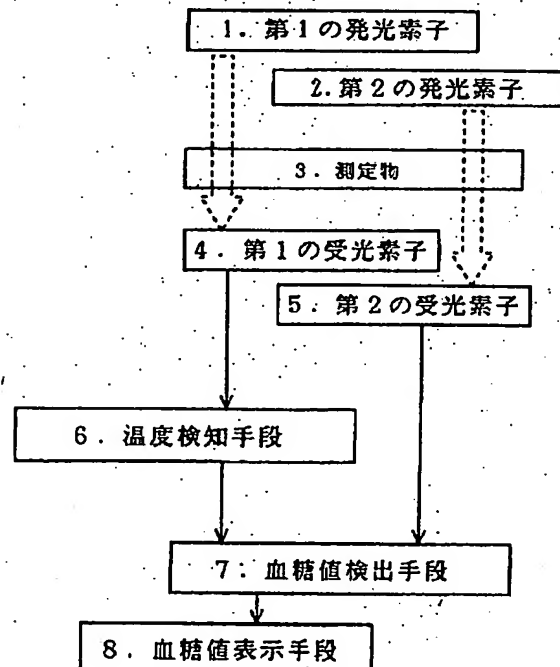 1. 第1の発光素子
2. 第2の発光素子
3. 測定物
4. 第1の受光素子
5. 第2の受光素子
6. 温度検知手段
7. 血糖値検出手段
8. 血糖値表示手段